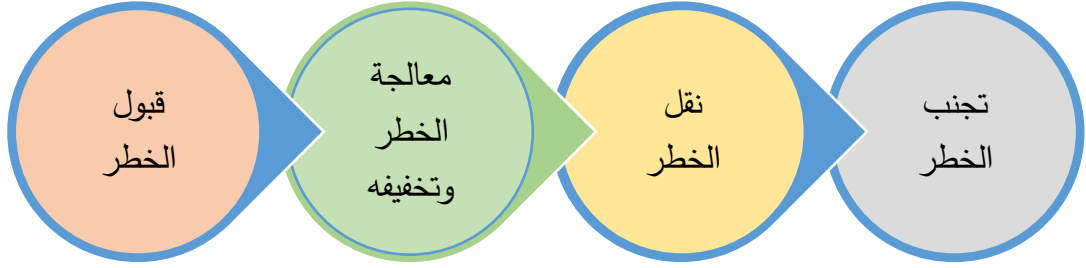 تجنب
الخطر
نقل
الخطر
معالجة
الخطر
وتخفيفه
قبول
الخطر